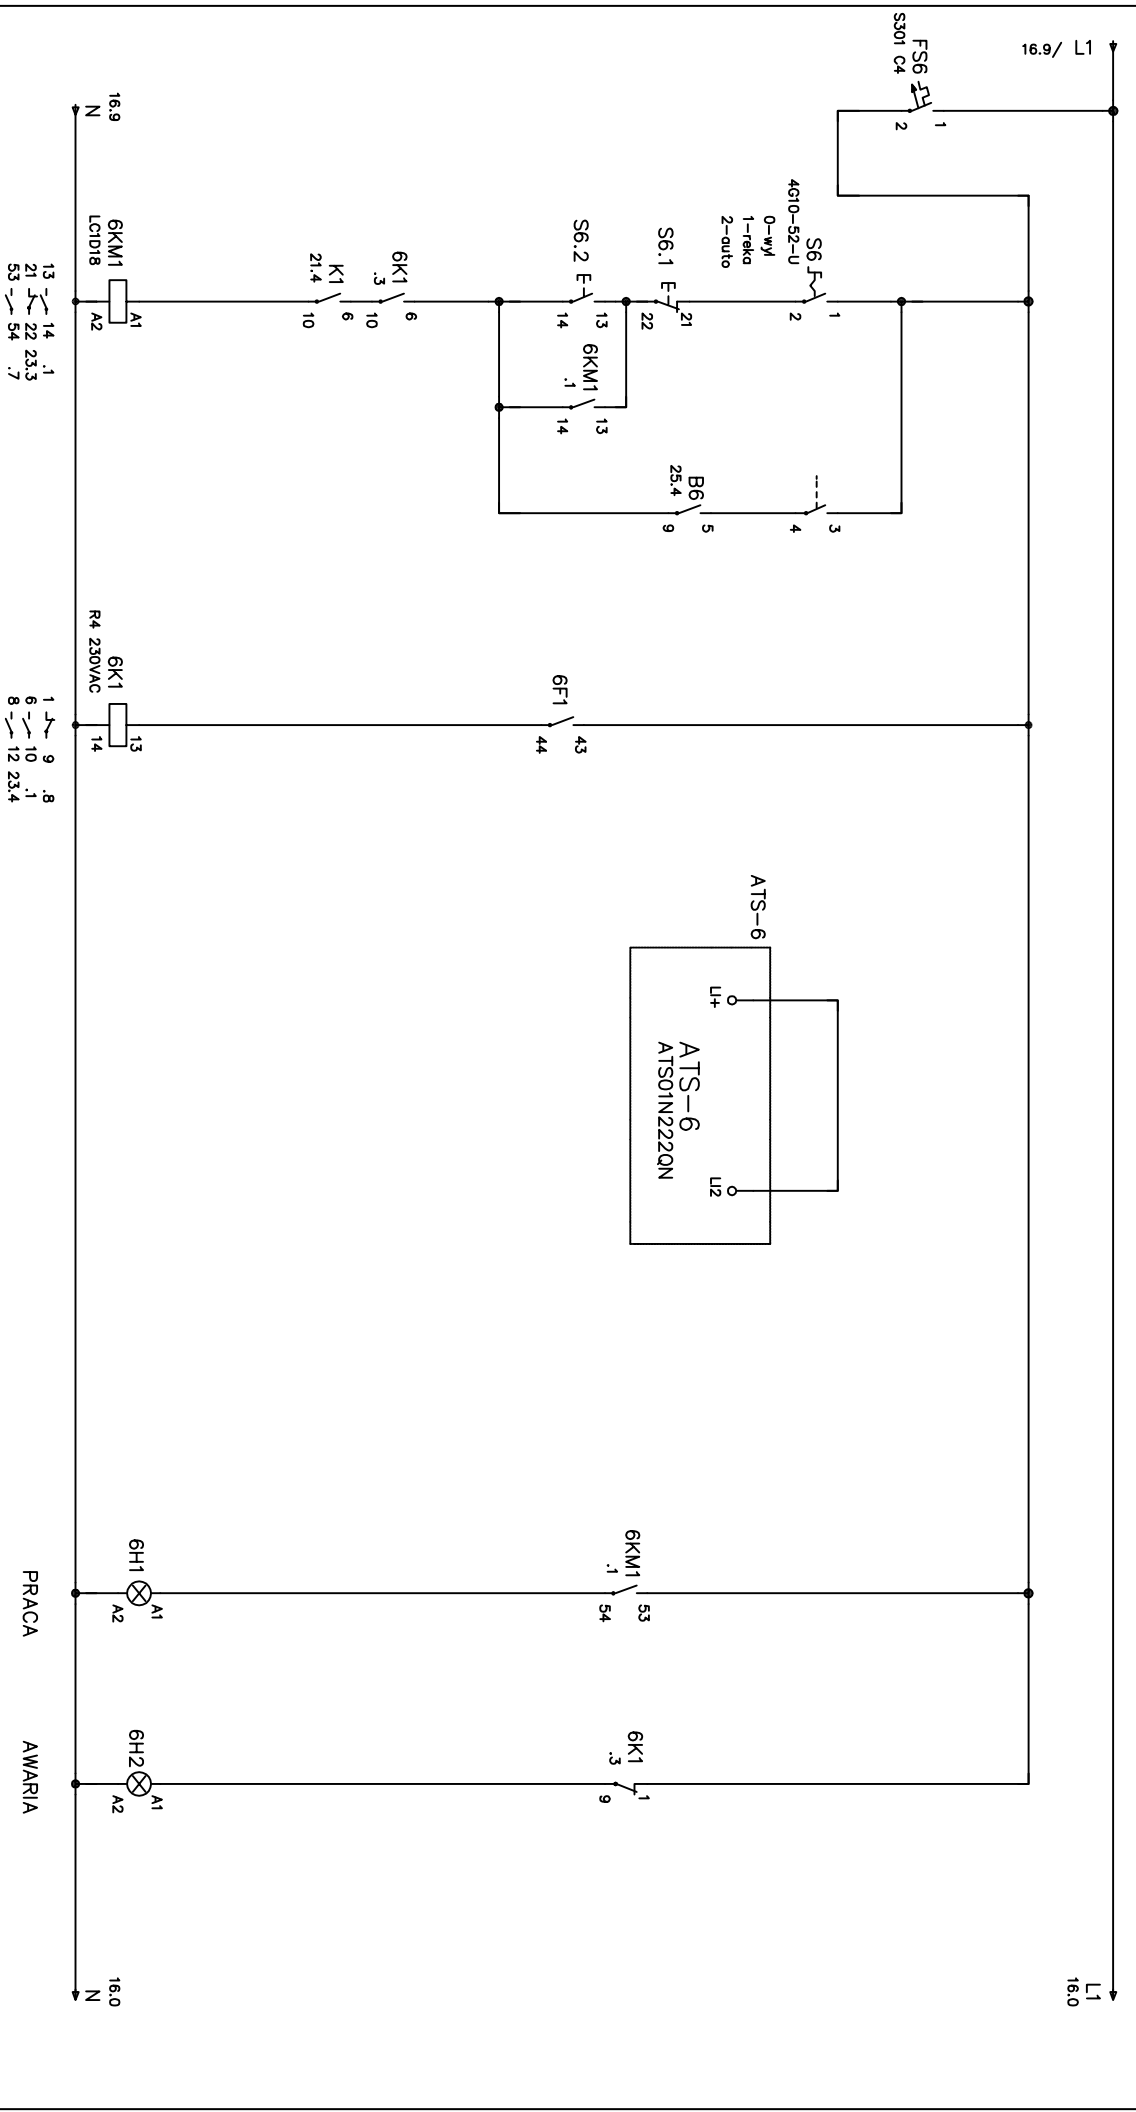 16.9/ L1
L1
16.0
FS6
S301 C4
1
2
S6
4G10-52-U
0-wył
1-reka
2-auto
1
2
3
4
S6.1
21
22
B6
25.4
5
9
S6.2
13
14
6KM1
.1
13
14
6K1
.3
6
10
K1
21.4
6
10
6F1
43
44
ATS-6
LI+
LI2
ATS-6
ATS01N222QN
6KM1
.1
53
54
6K1
.3
1
9
16.9
N
6KM1
LC1D18
A1
A2
6K1
R4 230VAC
13
14
6H1
A1
A2
6H2
A1
A2
16.0
N
13 14 .1
21 22 23.3
53 54 .7
1 9 .8
6 10 .1
8 12 23.4
PRACA
AWARIA